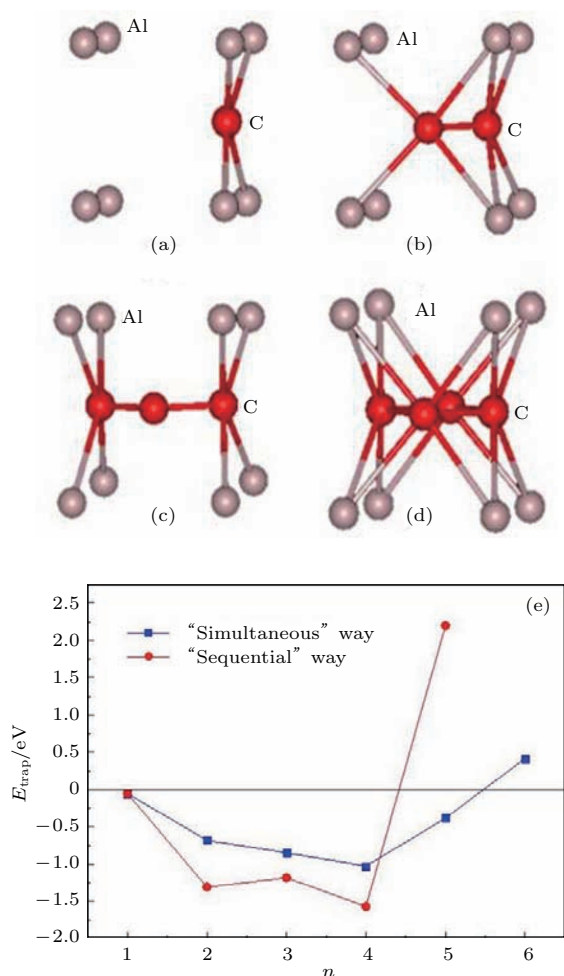 Al
C
(a)
Al
C
(b)
Al
C
(c)
Al
C
(d)
(e)
“Simultaneous” way
“Sequential” way
E_trap/eV
2.5
2.0
1.5
1.0
0.5
0
−0.5
−1.0
−1.5
−2.0
1 2 3 4 5 6
n